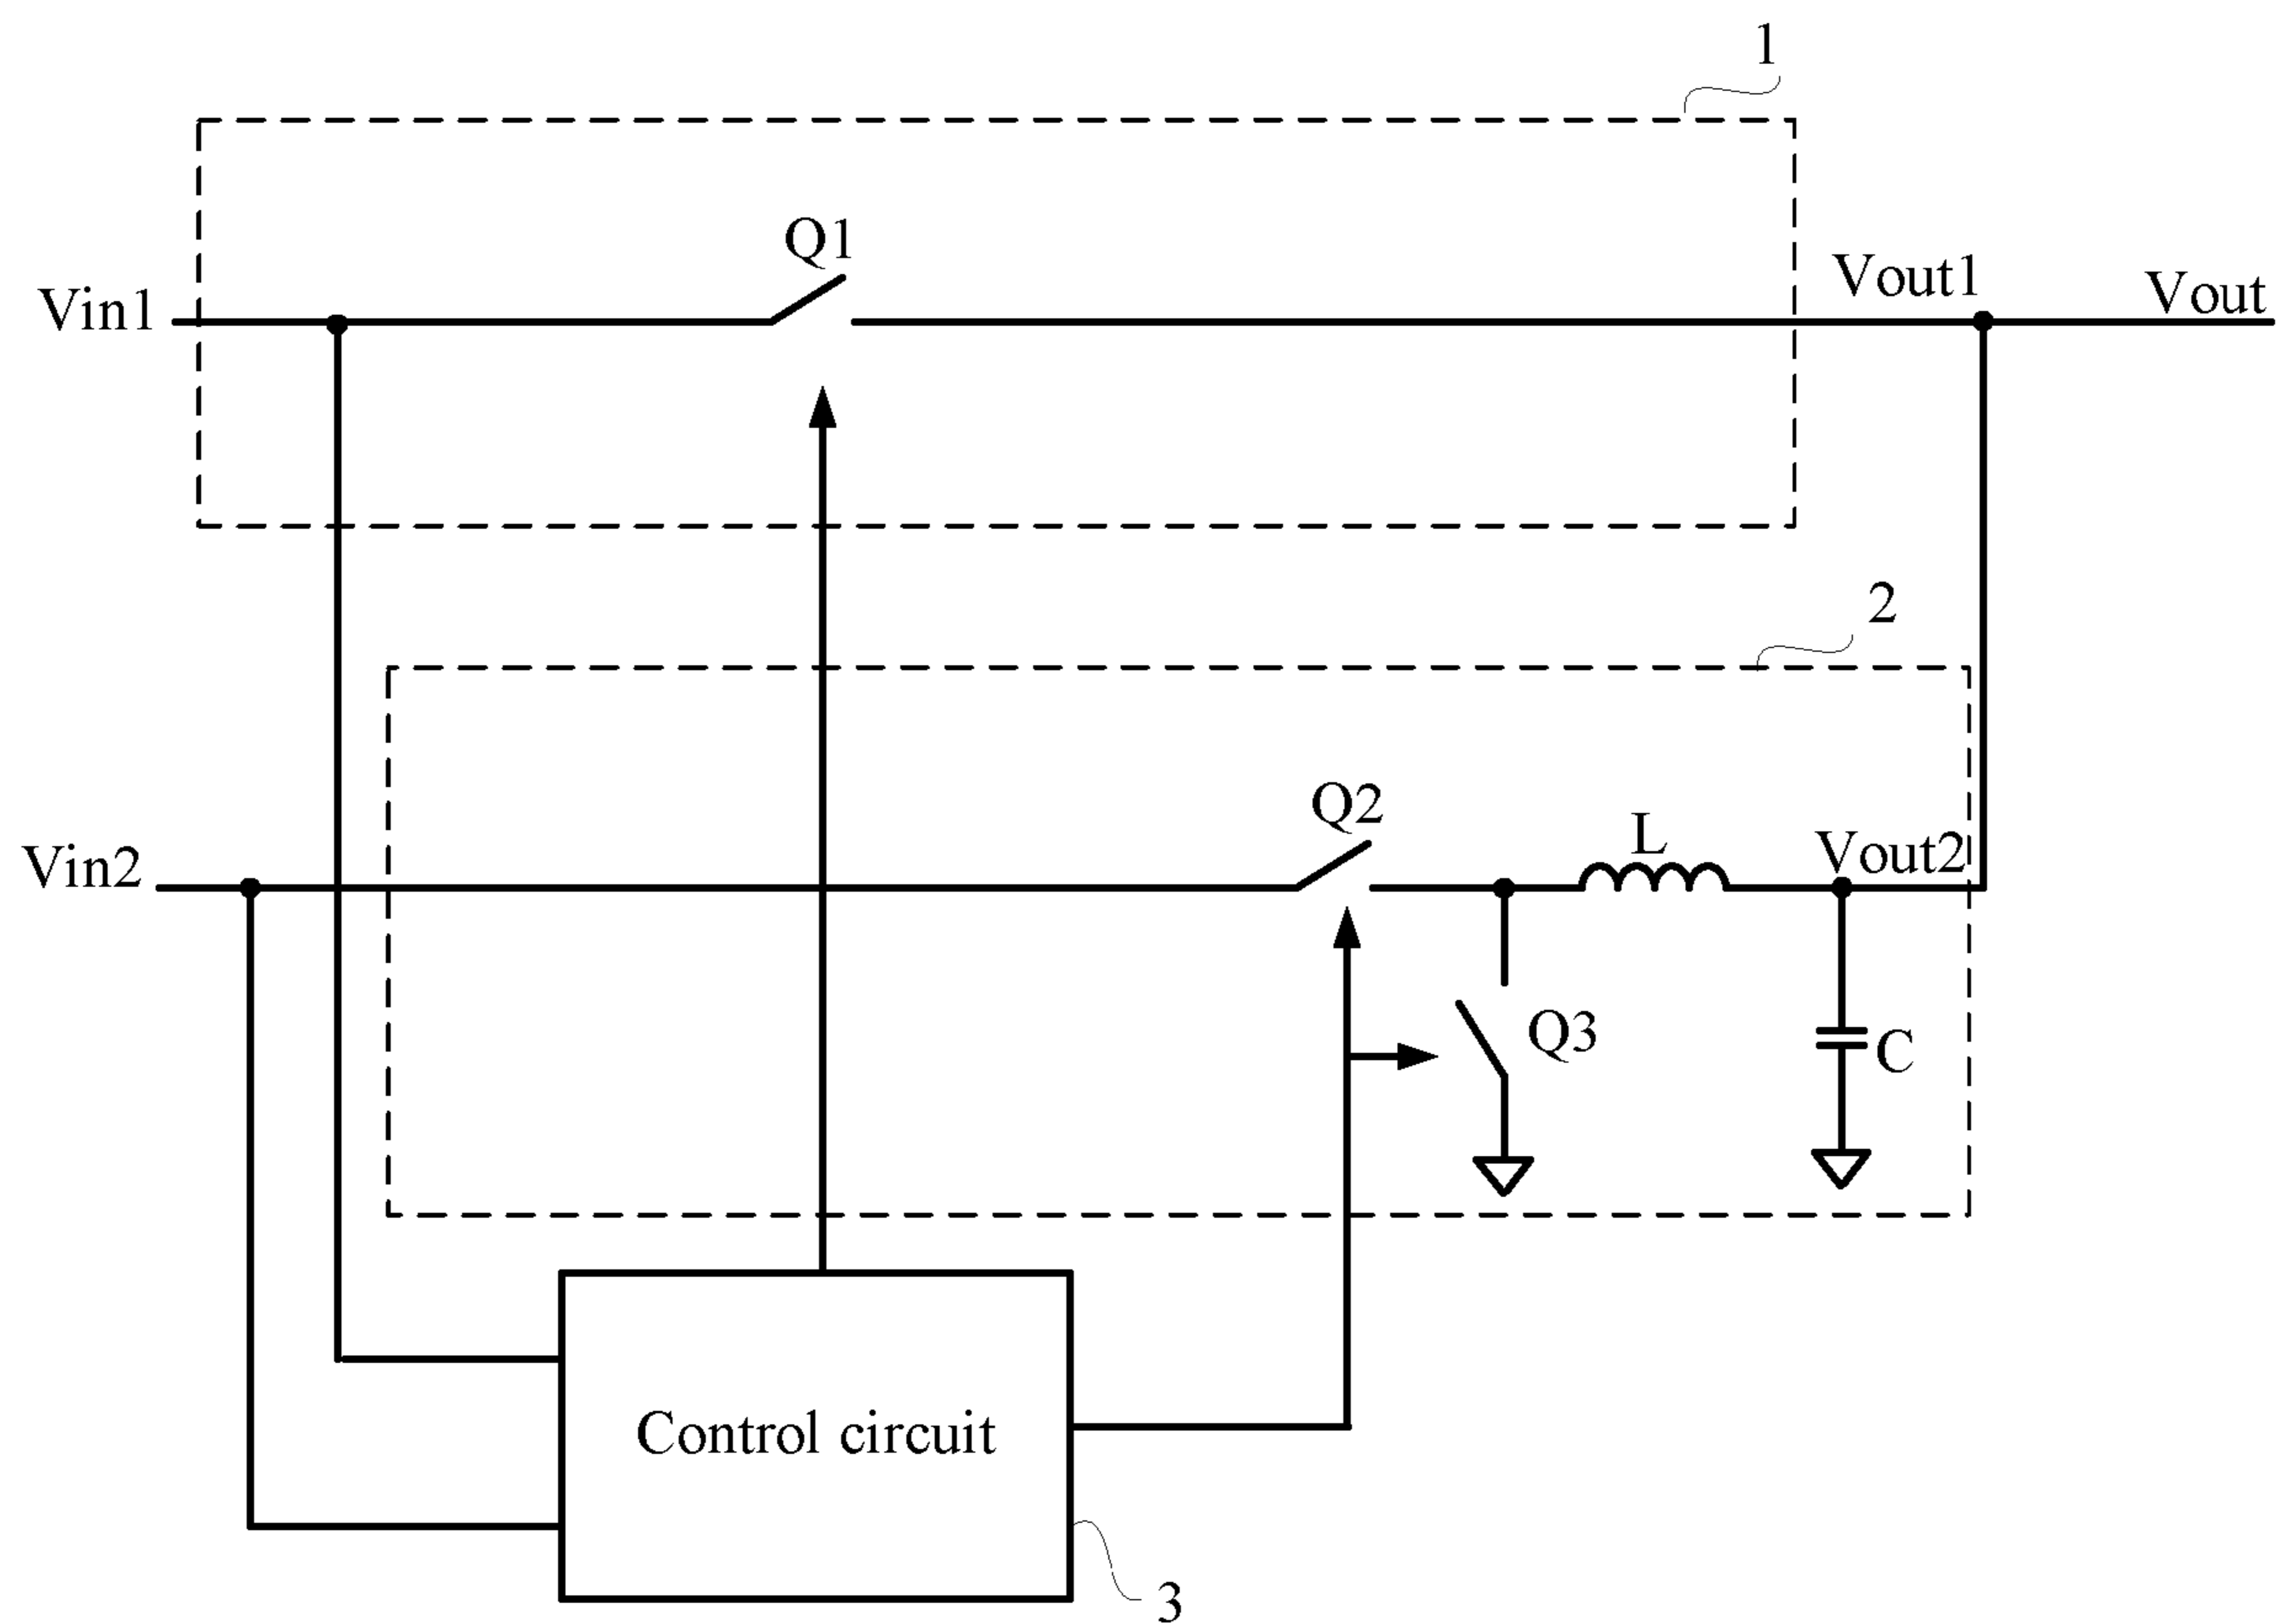 1
Q1
Vin1
Vout1
Vout
2
Q2
L
Vin2
Vout2
Q3
C
Control circuit
3